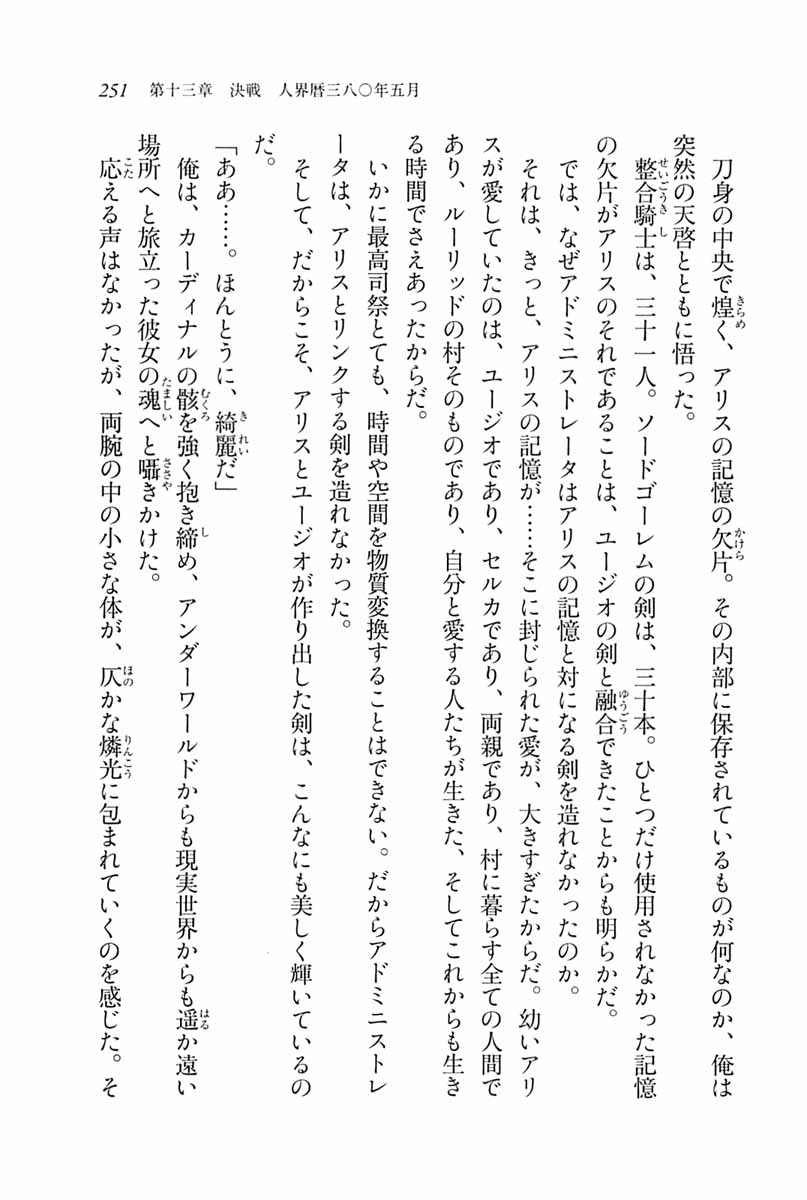 251　第十三章　決戦　人界暦三八〇年五月
　刀身の中央で煌く、アリスの記憶の欠片。その内部に保存されているものが何なのか、俺は
突然の天啓とともに悟った。
　整合騎士は、三十一人。ソードゴーレムの剣は、三十本。ひとつだけ使用されなかった記憶
の欠片がアリスのそれであることは、ユージオの剣と融合できたことからも明らかだ。
　では、なぜアドミニストレータはアリスの記憶と対になる剣を造れなかったのか。
　それは、きっと、アリスの記憶が……そこに封じられた愛が、大きすぎたからだ。幼いアリ
スが愛していたのは、ユージオであり、セルカであり、両親であり、村に暮らす全ての人間で
あり、ルーリッドの村そのものであり、自分と愛する人たちが生きた、そしてこれからも生き
る時間でさえあったからだ。
　いかに最高司祭とても、時間や空間を物質変換することはできない。だからアドミニストレ
ータは、アリスとリンクする剣を造れなかった。
　そして、だからこそ、アリスとユージオが作り出した剣は、こんなにも美しく輝いているの
だ。
「ああ……。ほんとうに、綺麗だ」
　俺は、カーディナルの骸を強く抱き締め、アンダーワールドからも現実世界からも遥か遠い
場所へと旅立った彼女の魂へと囁きかけた。
　応える声はなかったが、両腕の中の小さな体が、仄かな燐光に包まれていくのを感じた。そ